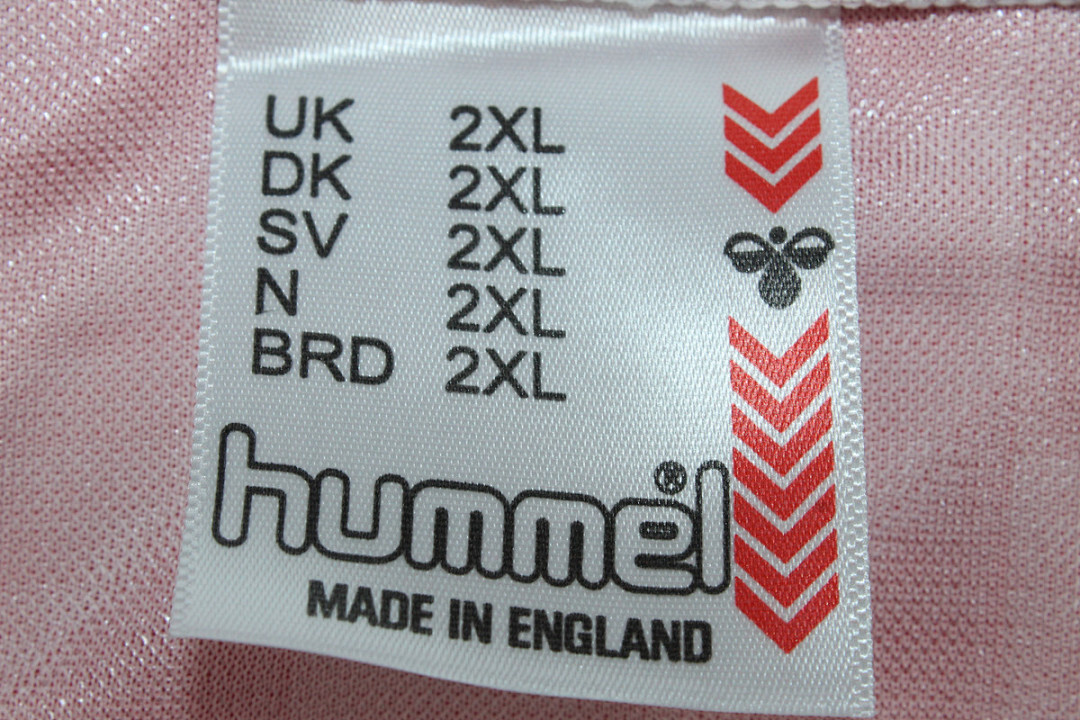 UK 2XL
DK 2XL
SV 2XL
N 2XL
BRD 2XL
hummel®
MADE IN ENGLAND